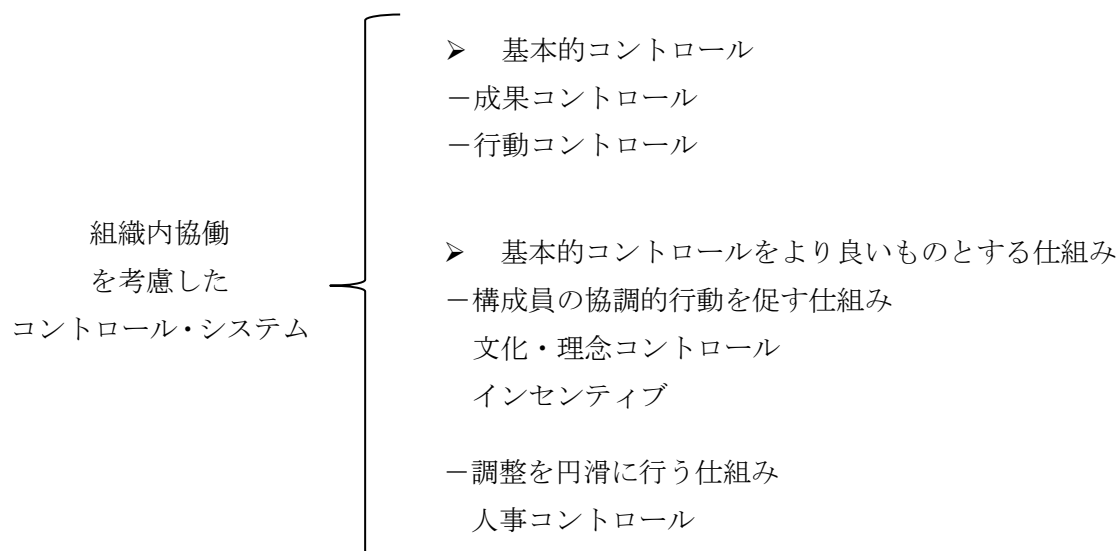 組織内協働
を考慮した
コントロール・システム
➢ 基本的コントロール
－成果コントロール
－行動コントロール
➢ 基本的コントロールをより良いものとする仕組み
－構成員の協調的行動を促す仕組み
文化・理念コントロール
インセンティブ
－調整を円滑に行う仕組み
人事コントロール